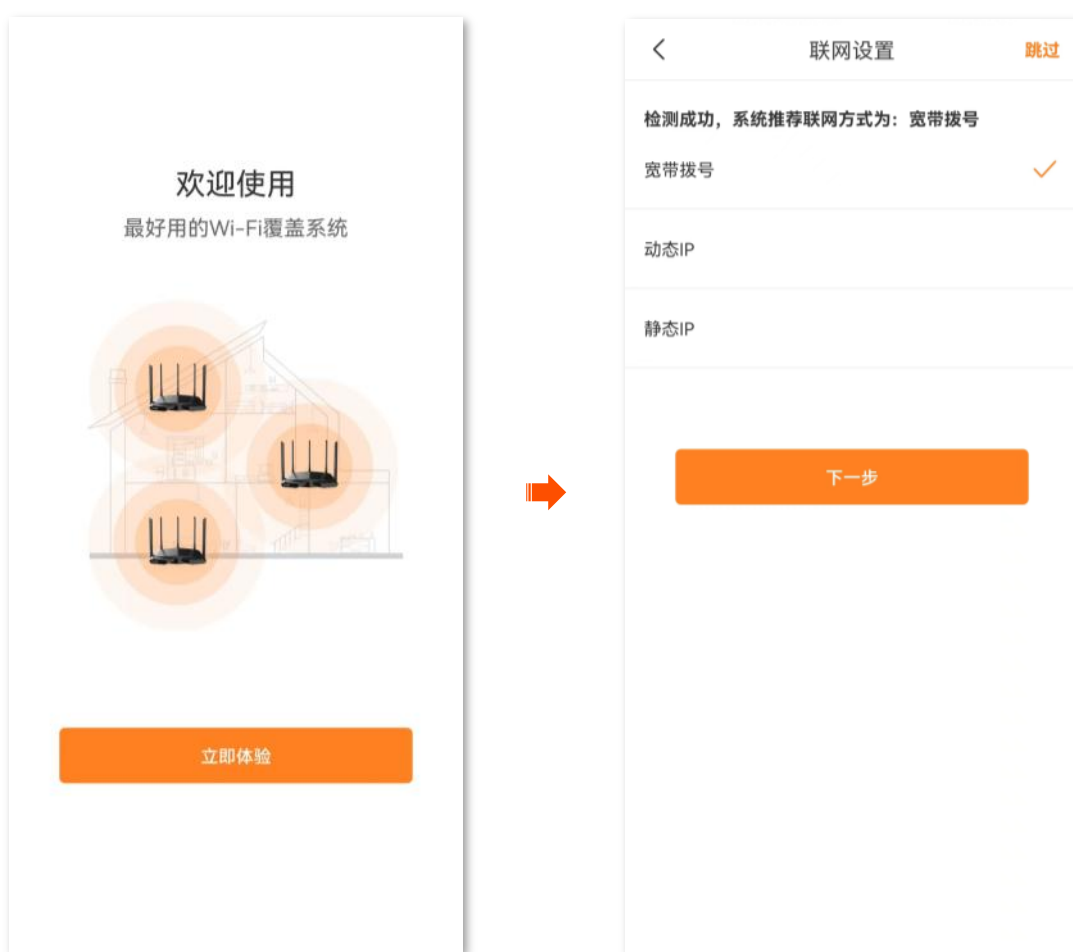 欢迎使用
最好用的Wi-Fi覆盖系统
立即体验
联网设置
跳过
检测成功，系统推荐联网方式为：宽带拨号
宽带拨号
动态IP
静态IP
下一步